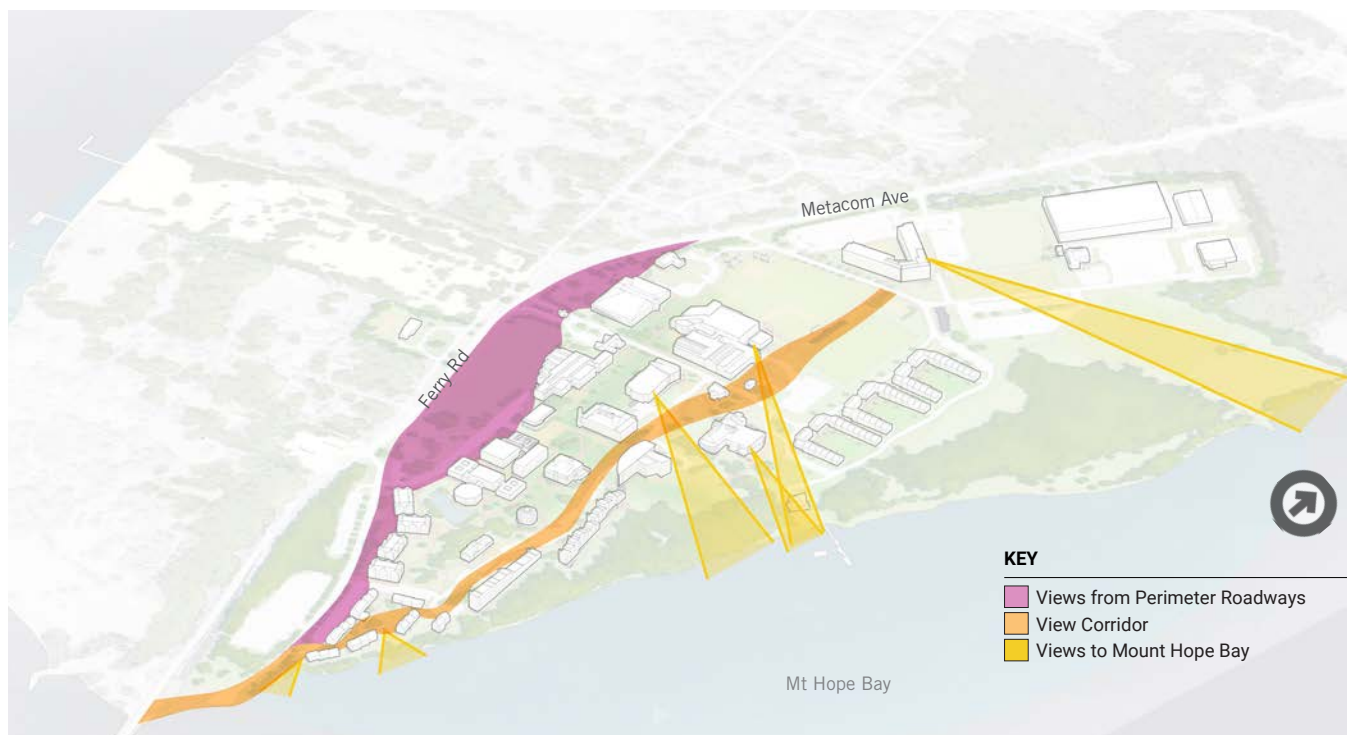 Metacom Ave
Ferry Rd
KEY
Views from Perimeter Roadways
View Corridor
Views to Mount Hope Bay
Mt Hope Bay